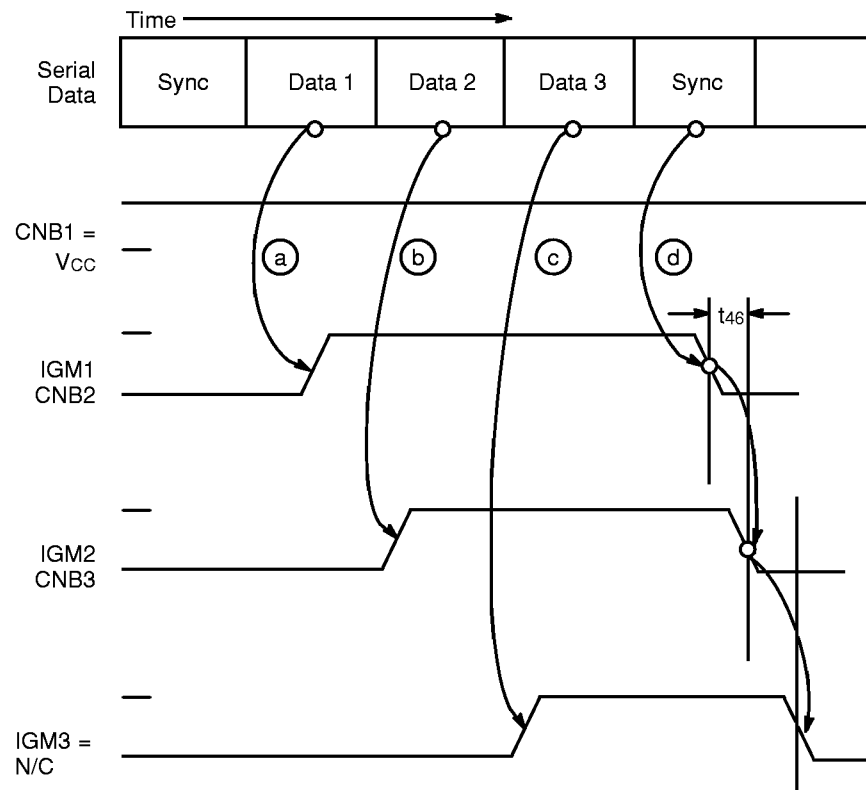 Time
Serial
Data
Sync
Data 1
Data 2
Data 3
Sync
CNB1 =
VCC
a
b
c
d
t46
IGM1
CNB2
IGM2
CNB3
IGM3 =
N/C